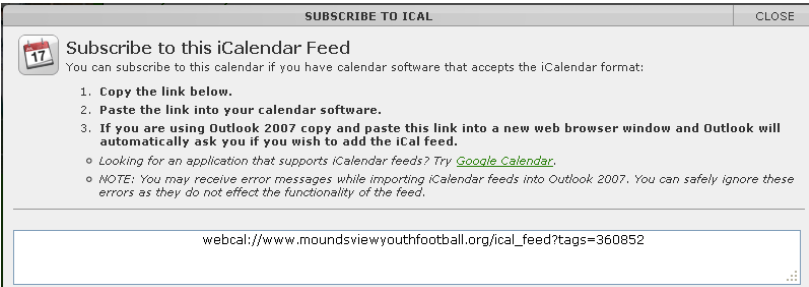 SUBSCRIBE TO ICAL CLOSE
17
Subscribe to this iCalendar Feed
You can subscribe to this calendar if you have calendar software that accepts the iCalendar format:
1. Copy the link below.
2. Paste the link into your calendar software.
3. If you are using Outlook 2007 copy and paste this link into a new web browser window and Outlook will
automatically ask you if you wish to add the iCal feed.
Looking for an application that supports iCalendar feeds? Try Google Calendar.
NOTE: You may receive error messages while importing iCalendar feeds into Outlook 2007. You can safely ignore these
errors as they do not effect the functionality of the feed.
webcal://www.moundsviewyouthfootball.org/ical_feed?tags=360852